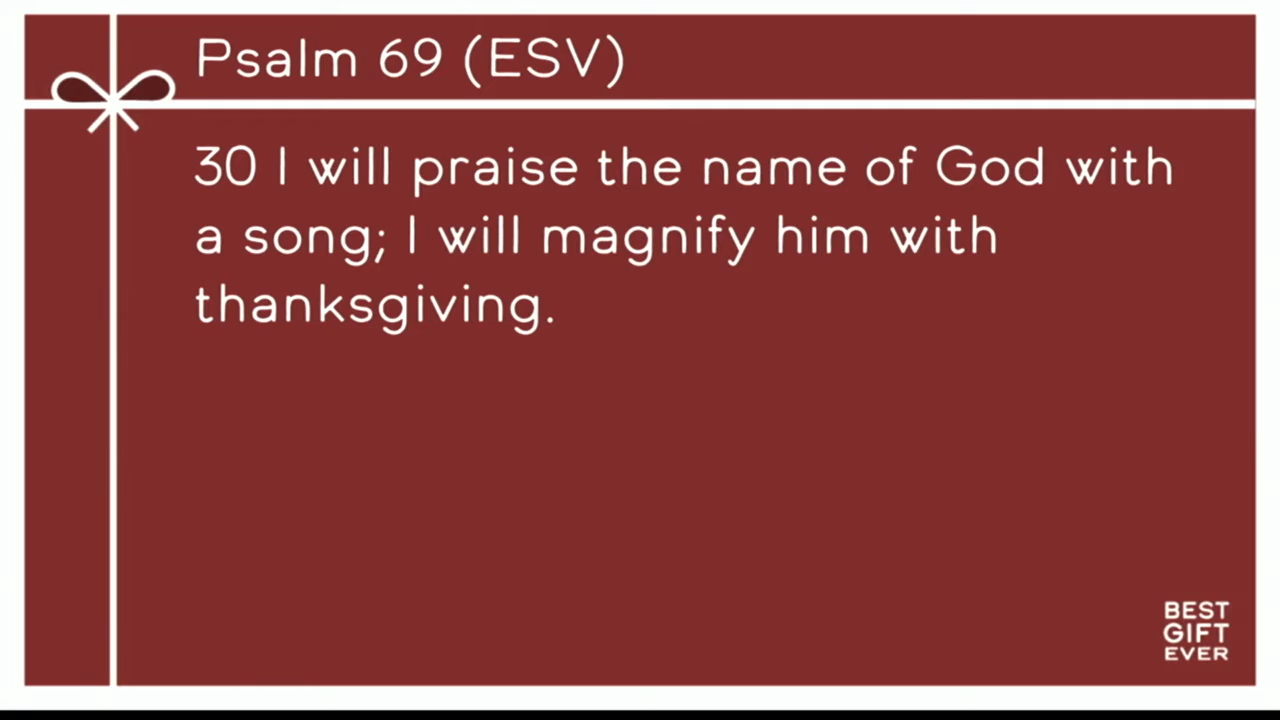 Psalm 69 (ESV)
30 I will praise the name of God with
a song; I will magnify him with
thanksgiving.
BEST
GIFT
EVER